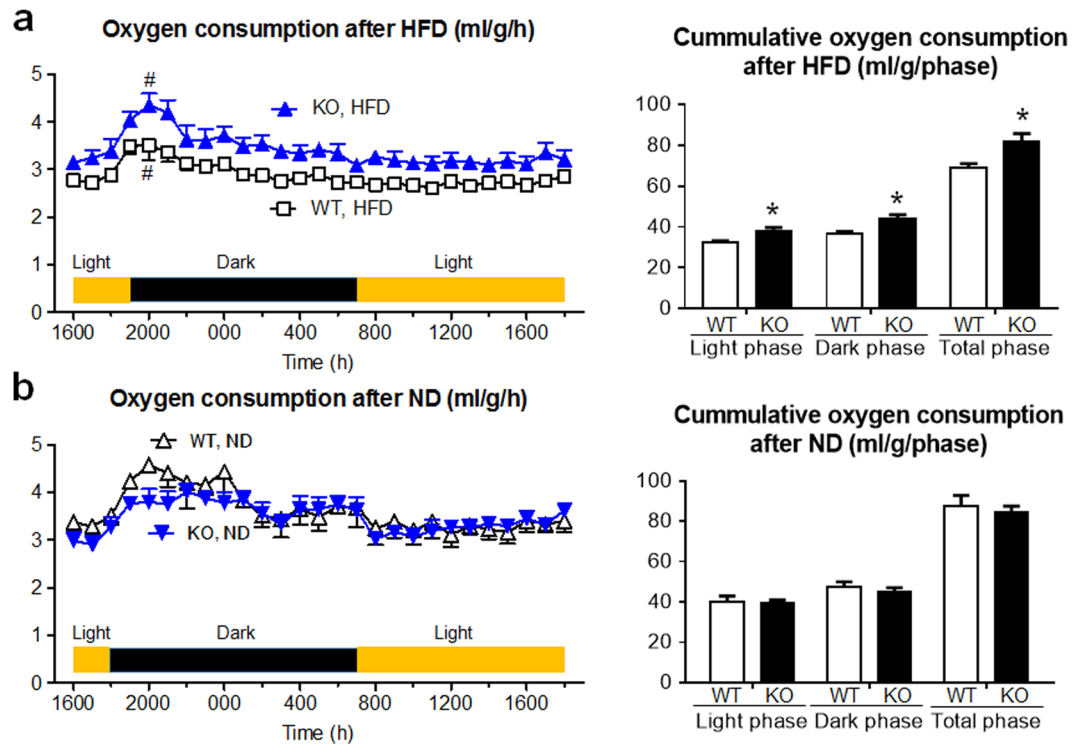 a
Oxygen consumption after HFD (ml/g/h)
5
4
3
2
1
0
#
#
KO, HFD
WT, HFD
Light
Dark
Light
1600
2000
000
400
800
1200
1600
Time (h)
Cummulative oxygen consumption
after HFD (ml/g/phase)
100
80
60
40
20
0
*
*
*
WT KO WT KO WT KO
Light phase Dark phase Total phase
b
Oxygen consumption after ND (ml/g/h)
5
4
3
2
1
0
WT, ND
KO, ND
Light
Dark
Light
1600
2000
000
400
800
1200
1600
Time (h)
Cummulative oxygen consumption
after ND (ml/g/phase)
100
80
60
40
20
0
WT KO WT KO WT KO
Light phase Dark phase Total phase